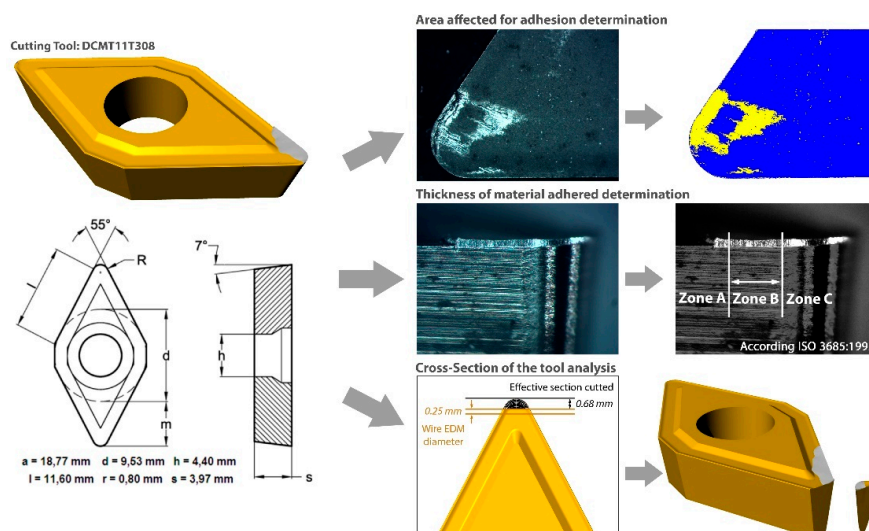 Area affected for adhesion determination
Cutting Tool: DCMT11T308
Thickness of material adhered determination
55°
R
7°
l
d
h
m
s
a = 18,77 mm d = 9,53 mm h = 4,40 mm
l = 11,60 mm r = 0,80 mm s = 3,97 mm
Zone A
Zone B
Zone C
According ISO 3685:199
Cross-Section of the tool analysis
Effective section cutted
0.25 mm
0.68 mm
Wire EDM
diameter